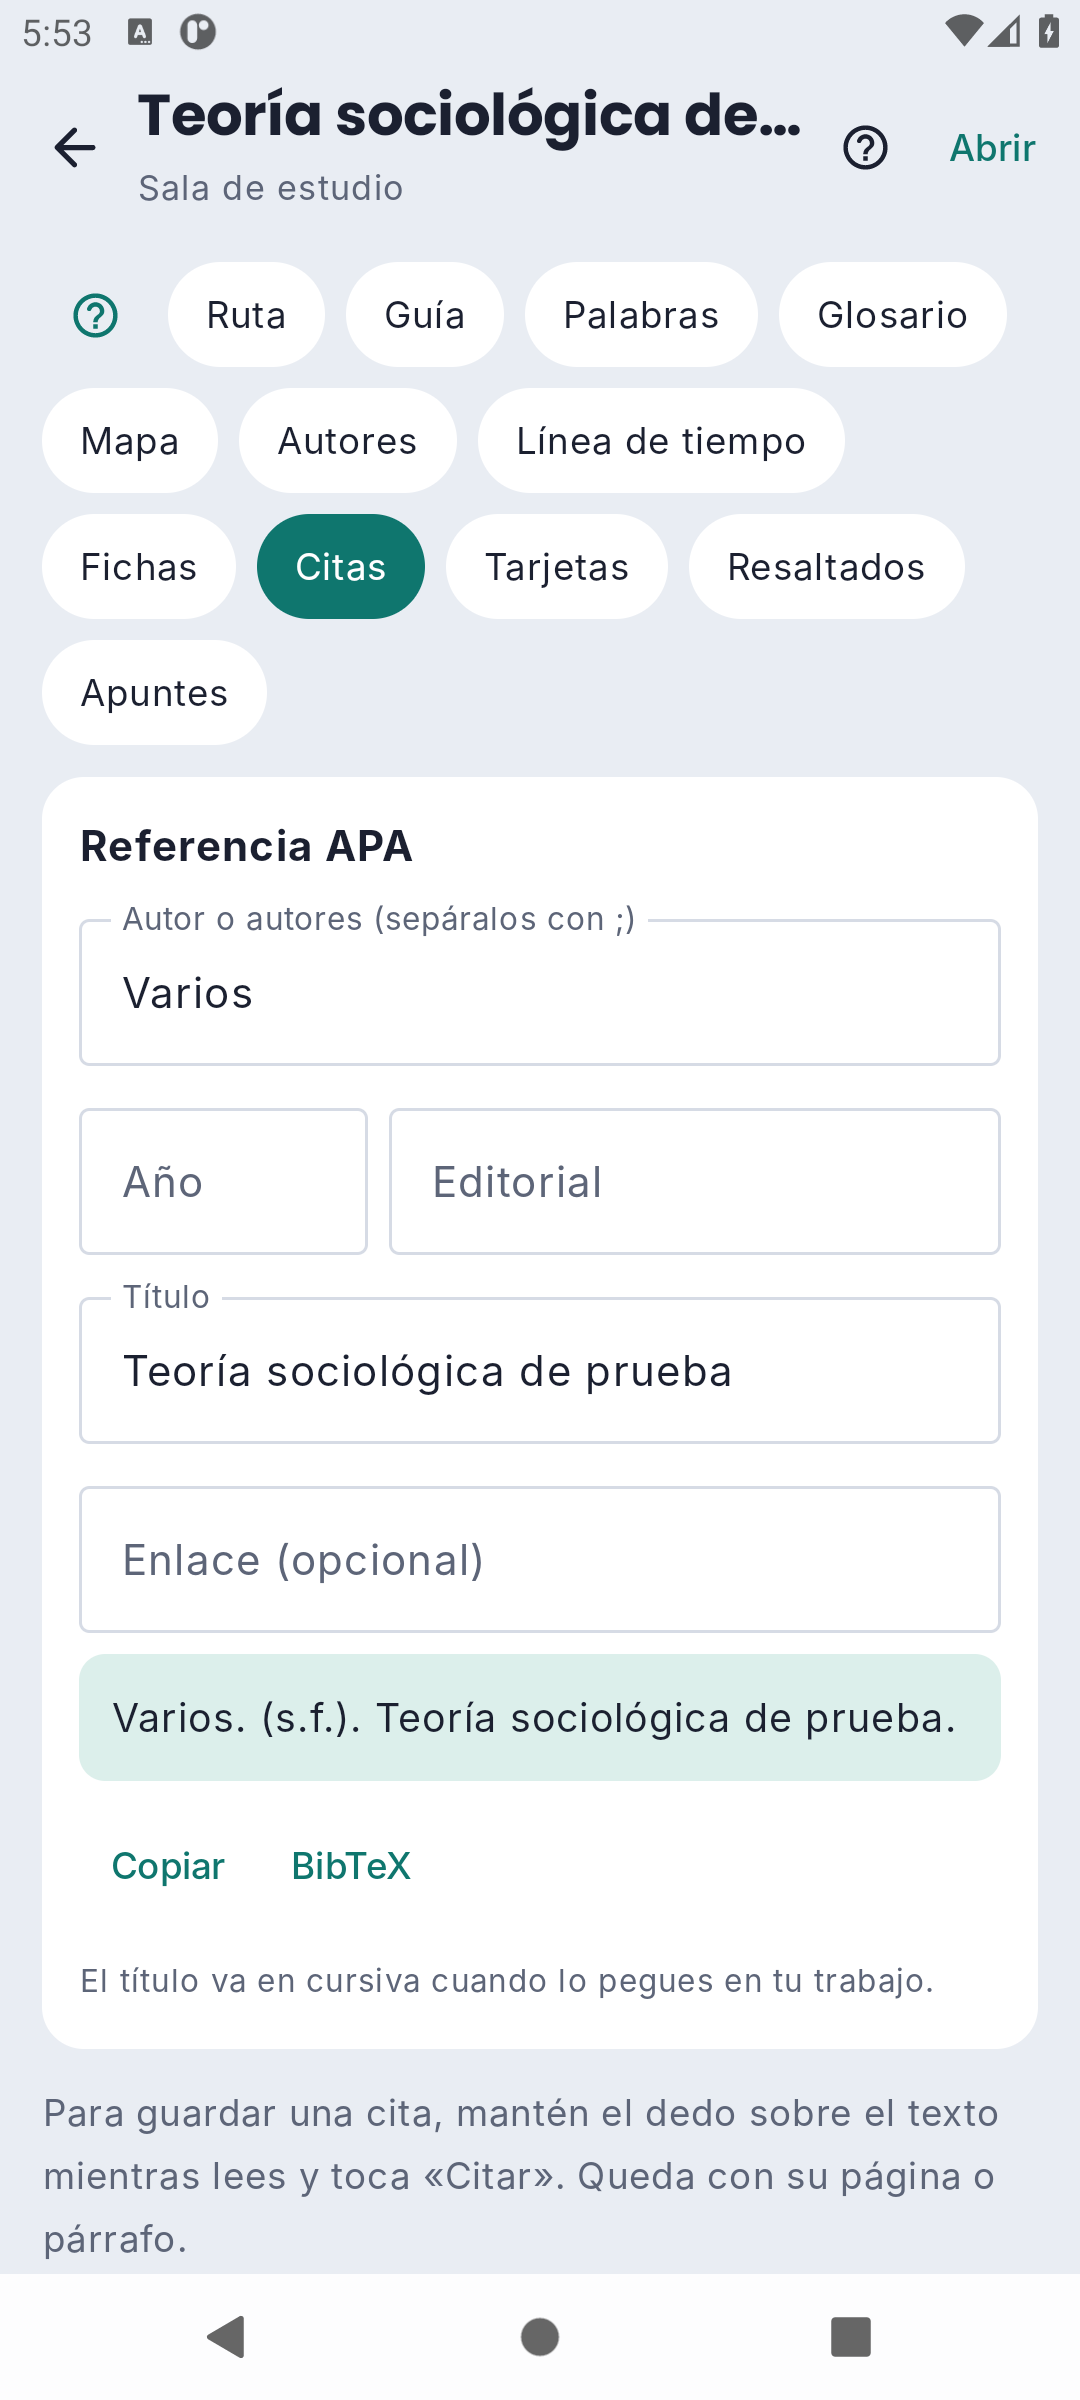 5:53
Teoría sociológica de...
Sala de estudio
Abrir
Ruta
Guía
Palabras
Glosario
Mapa
Autores
Línea de tiempo
Fichas
Citas
Tarjetas
Resaltados
Apuntes
Referencia APA
Autor o autores (sepáralos con ;)
Varios
Año
Editorial
Título
Teoría sociológica de prueba
Enlace (opcional)
Varios. (s.f.). Teoría sociológica de prueba.
Copiar
BibTeX
El título va en cursiva cuando lo pegues en tu trabajo.
Para guardar una cita, mantén el dedo sobre el texto
mientras lees y toca «Citar». Queda con su página o
párrafo.